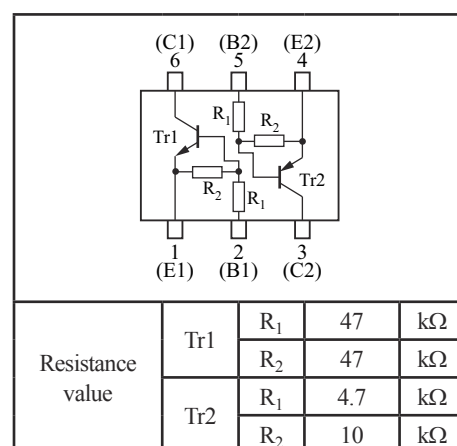 (C1) (B2) (E2)
6 5 4
R₁ R₂
Tr1
Tr2
R₂ R₁
1 2 3
(E1) (B1) (C2)
Resistance value Tr1 R₁ 47 kΩ
R₂ 47 kΩ
Tr2 R₁ 4.7 kΩ
R₂ 10 kΩ